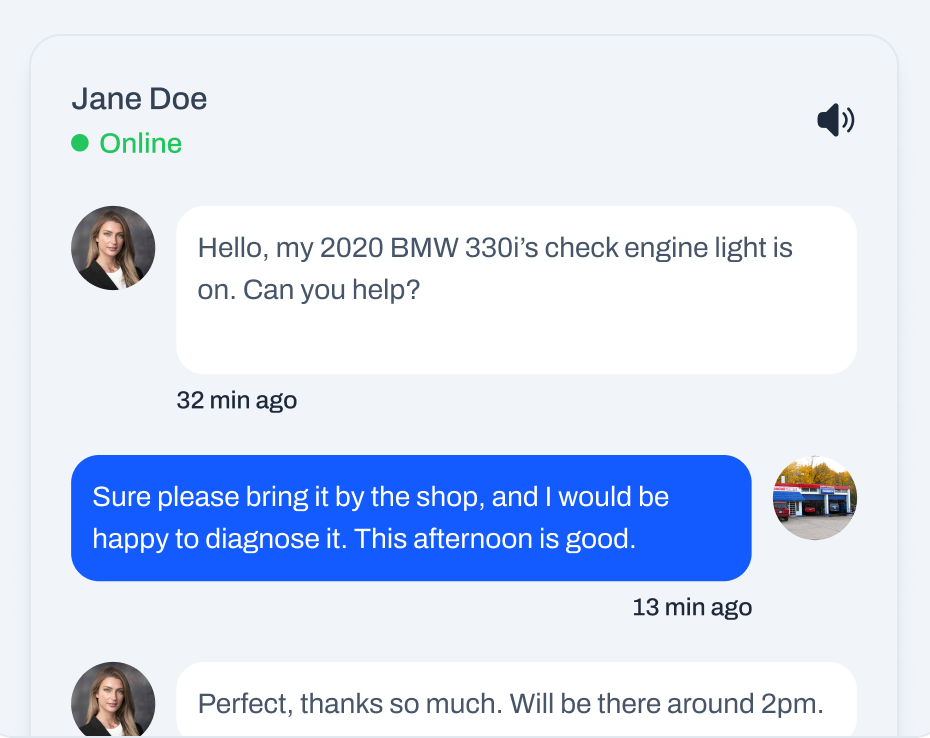 Jane Doe
Online
Hello, my 2020 BMW 330i’s check engine light is
on. Can you help?
32 min ago
Sure please bring it by the shop, and I would be
happy to diagnose it. This afternoon is good.
13 min ago
Perfect, thanks so much. Will be there around 2pm.